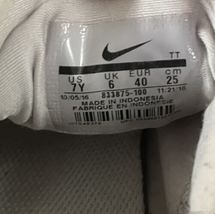 TT
US UK EUR cm
7Y 6 40 25
10/05/16 833875-100 11/21/16
MADE IN INDONESIA
FABRIQUE EN INDONESIE